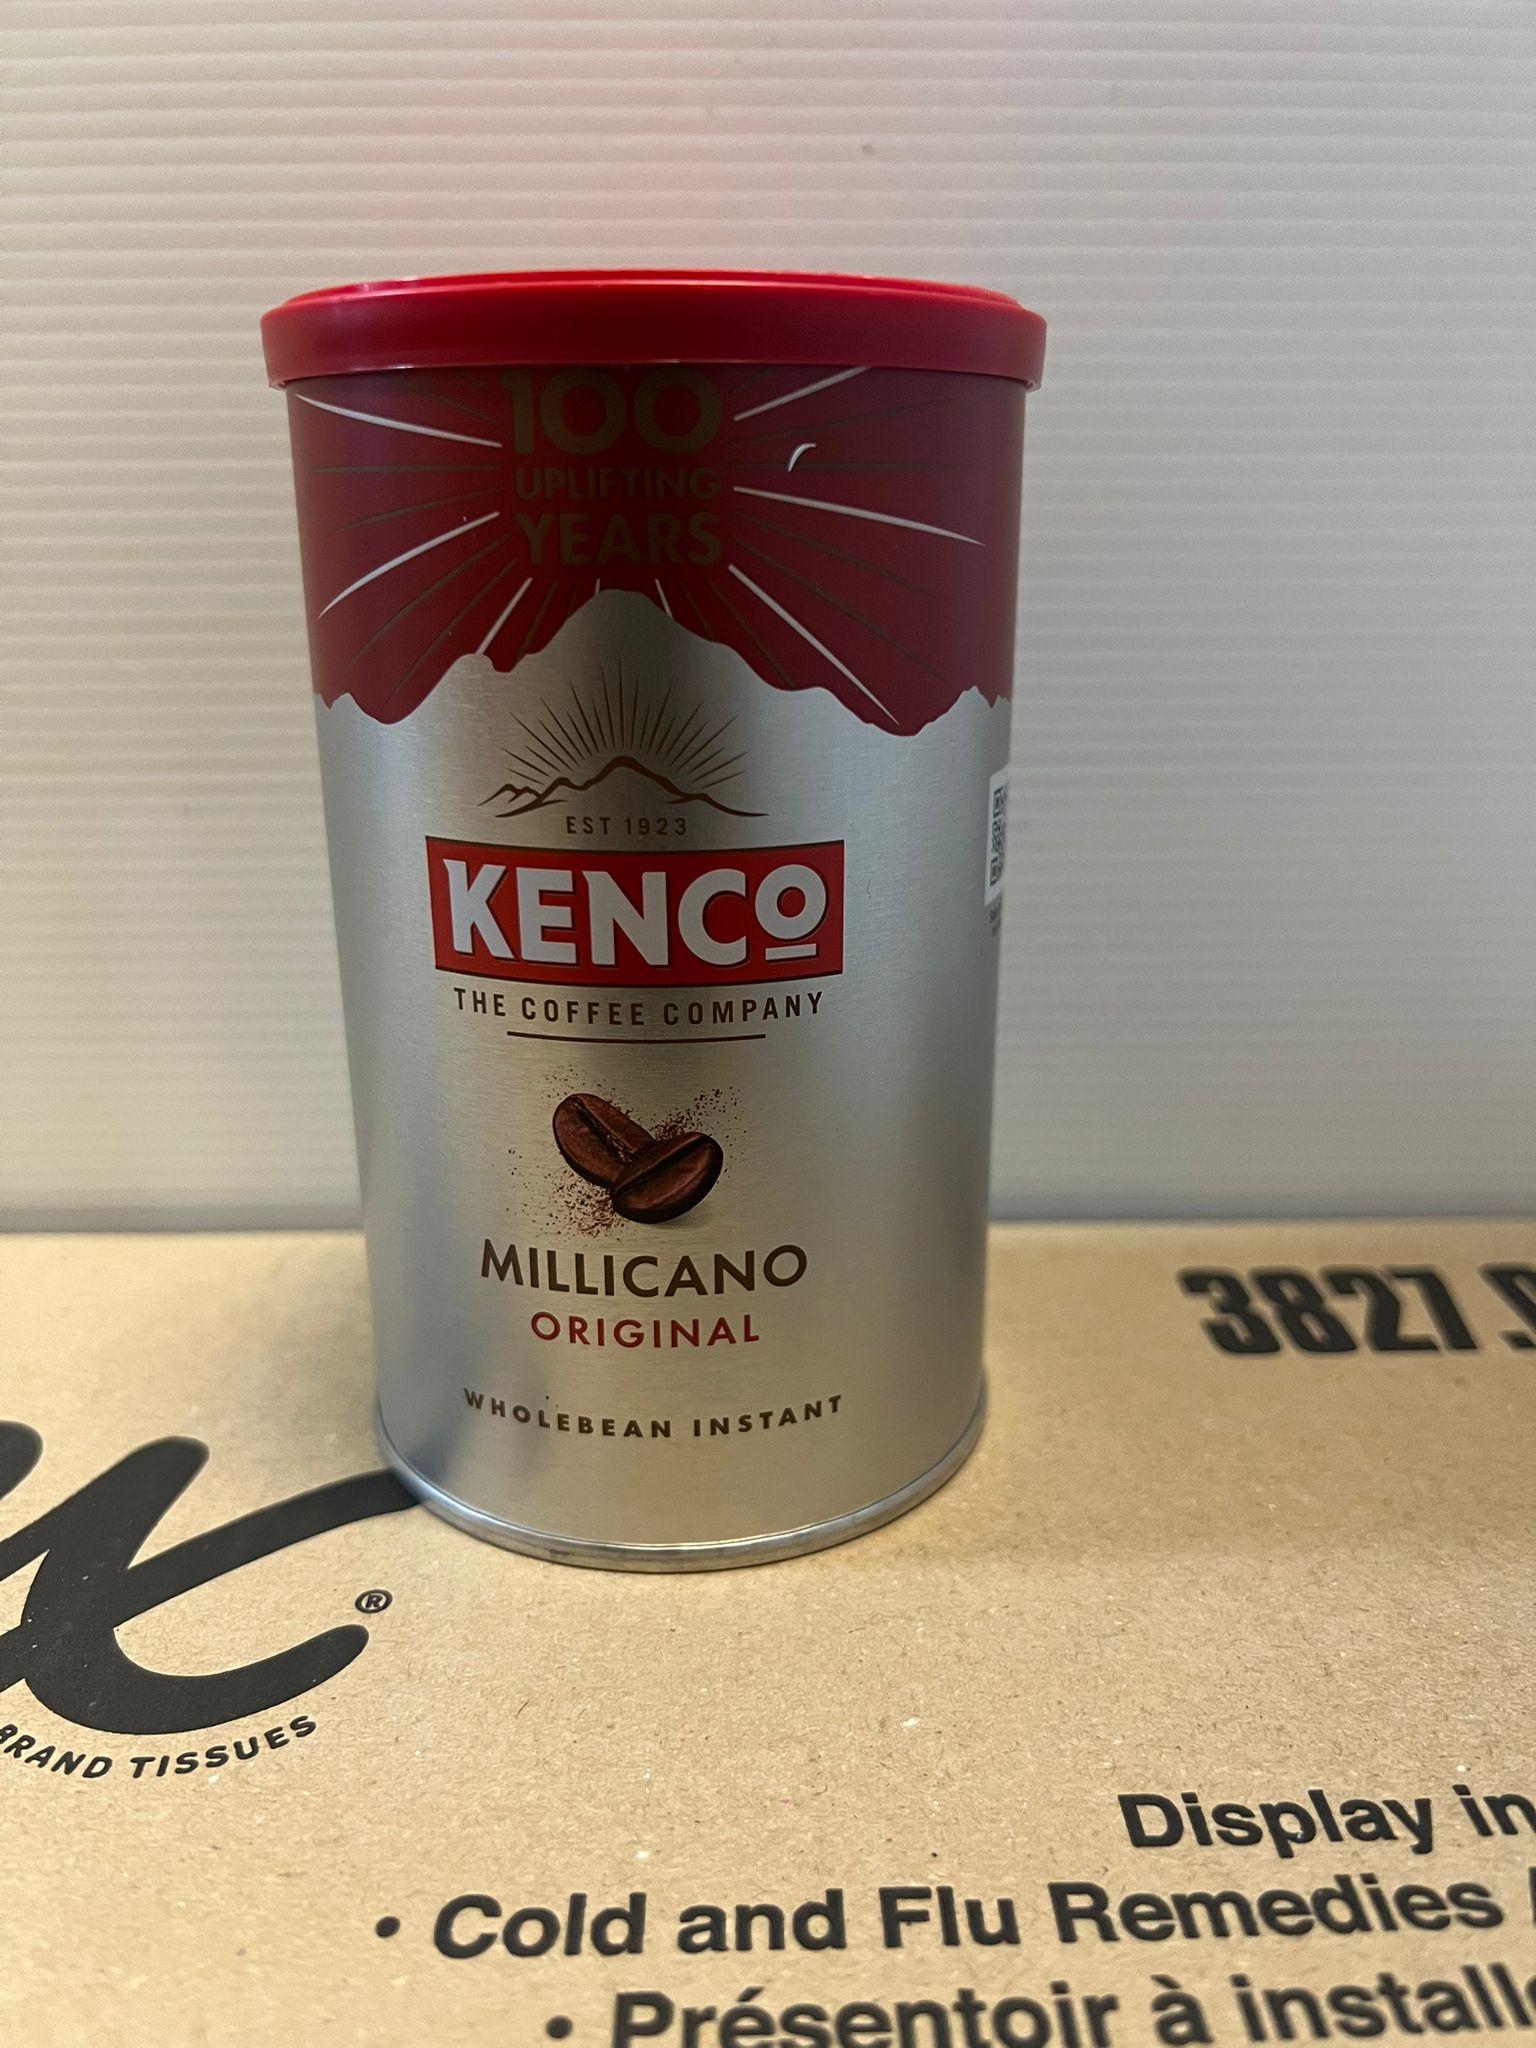 100
UPLIFTING
YEARS
EST 1923
KENCO
THE COFFEE COMPANY
MILLICANO
ORIGINAL
WHOLEBEAN INSTANT
3827
®
BRAND TISSUES
Display in
• Cold and Flu Remedies
• Présentoir à